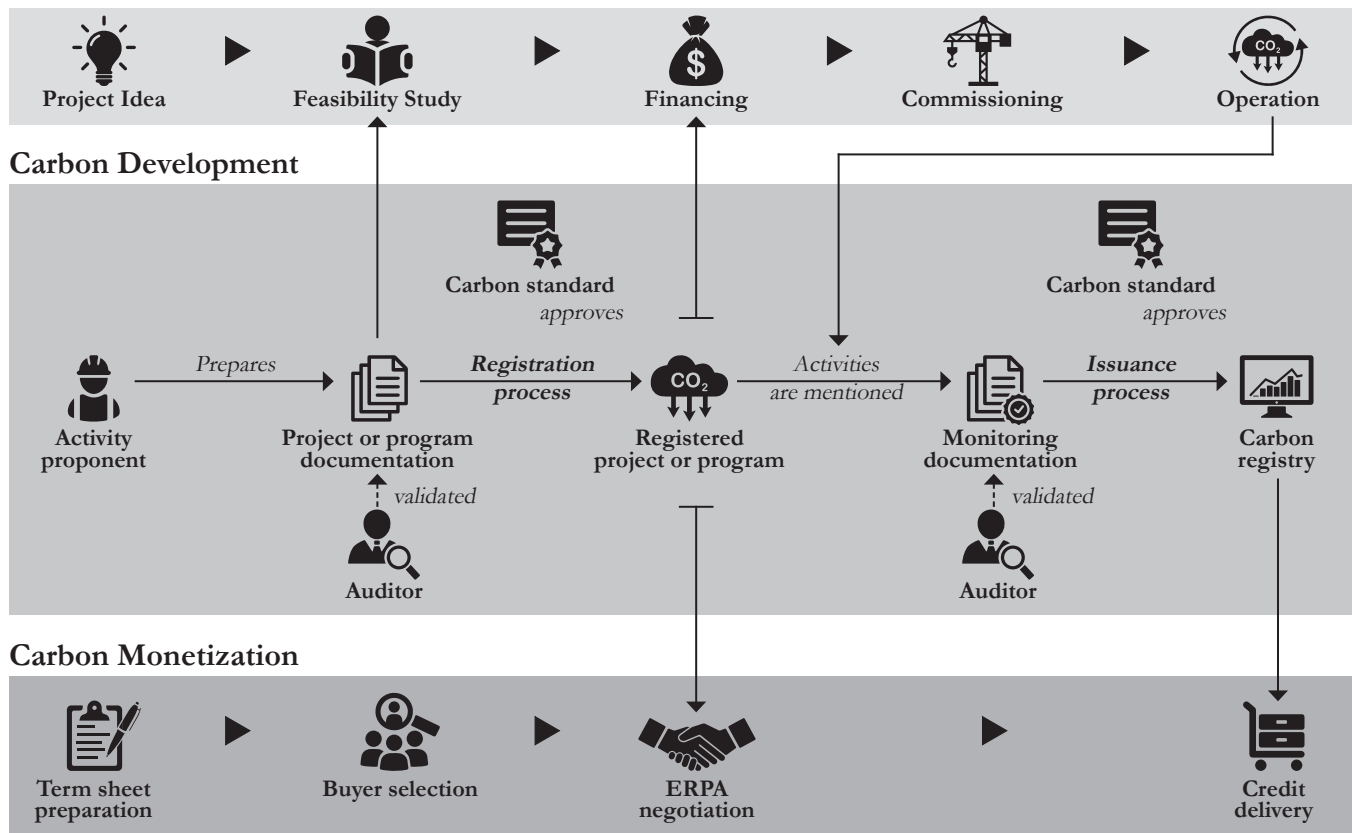 $
CO2
Project Idea
Feasibility Study
Financing
Commissioning
Operation
Carbon Development
Carbon standard
approves
Carbon standard
approves
Prepares
Registration
process
CO2
Activities
are mentioned
Issuance
process
Activity
proponent
Project or program
documentation
Registered
project or program
Monitoring
documentation
Carbon
registry
validated
validated
Auditor
Auditor
Carbon Monetization
Term sheet
preparation
Buyer selection
ERPA
negotiation
Credit
delivery